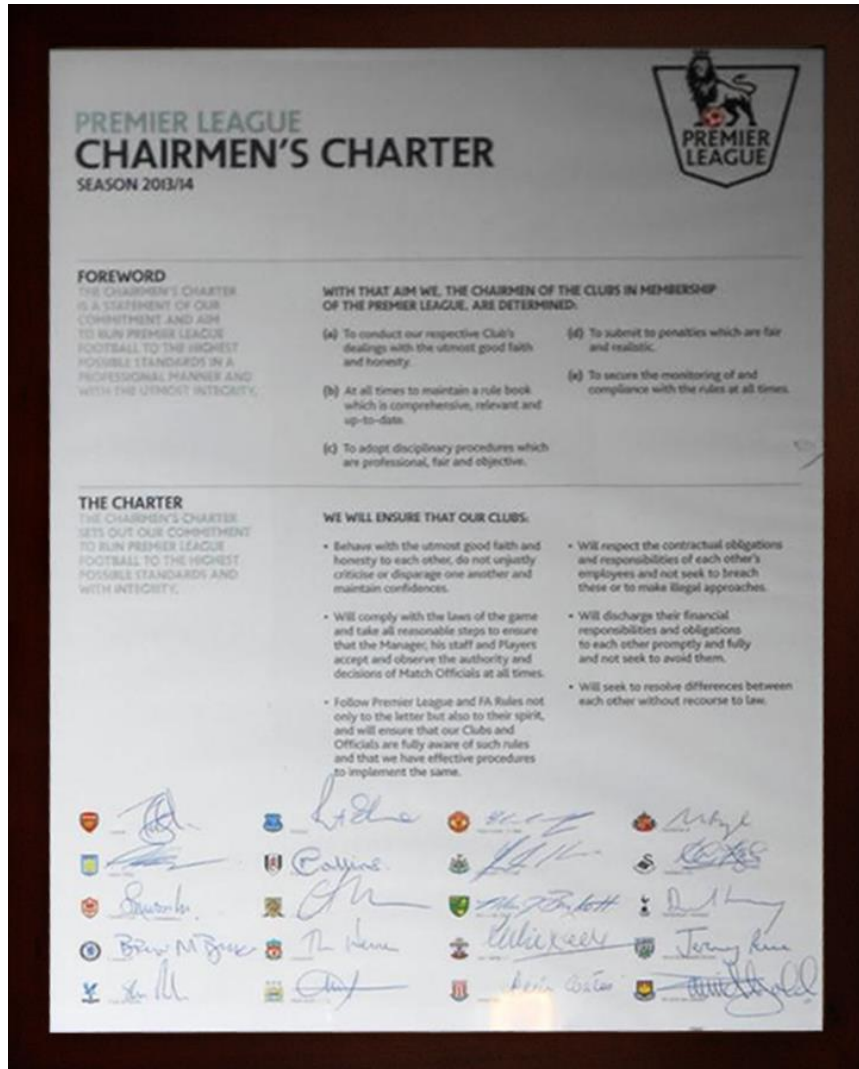 PREMIER LEAGUE
CHAIRMEN'S CHARTER
SEASON 2013/14
PREMIER
LEAGUE
FOREWORD
THE CHAIRMEN'S CHARTER
IS A STATEMENT OF OUR
COMMITMENT AND AIM
TO RUN PREMIER LEAGUE
FOOTBALL TO THE HIGHEST
POSSIBLE STANDARDS IN A
PROFESSIONAL MANNER AND
WITH THE UTMOST INTEGRITY.
WITH THAT AIM WE, THE CHAIRMEN OF THE CLUBS IN MEMBERSHIP
OF THE PREMIER LEAGUE, ARE DETERMINED:
(a) To conduct our respective Club's
dealings with the utmost good faith
and honesty.
(b) At all times to maintain a rule book
which is comprehensive, relevant and
up-to-date.
(c) To adopt disciplinary procedures which
are professional, fair and objective.
(d) To submit to penalties which are fair
and realistic.
(e) To secure the monitoring of and
compliance with the rules at all times.
THE CHARTER
THE CHAIRMEN'S CHARTER
SETS OUT OUR COMMITMENT
TO RUN PREMIER LEAGUE
FOOTBALL TO THE HIGHEST
POSSIBLE STANDARDS AND
WITH INTEGRITY.
WE WILL ENSURE THAT OUR CLUBS:
• Behave with the utmost good faith and
honesty to each other, do not unjustly
criticise or disparage one another and
maintain confidences.
• Will comply with the laws of the game
and take all reasonable steps to ensure
that the Manager, his staff and Players
accept and observe the authority and
decisions of Match Officials at all times.
• Follow Premier League and FA Rules not
only to the letter but also to their spirit,
and will ensure that our Clubs and
Officials are fully aware of such rules
and that we have effective procedures
to implement the same.
• Will respect the contractual obligations
and responsibilities of each other's
employees and not seek to breach
these or to make illegal approaches.
• Will discharge their financial
responsibilities and obligations
to each other promptly and fully
and not seek to avoid them.
• Will seek to resolve differences between
each other without recourse to law.